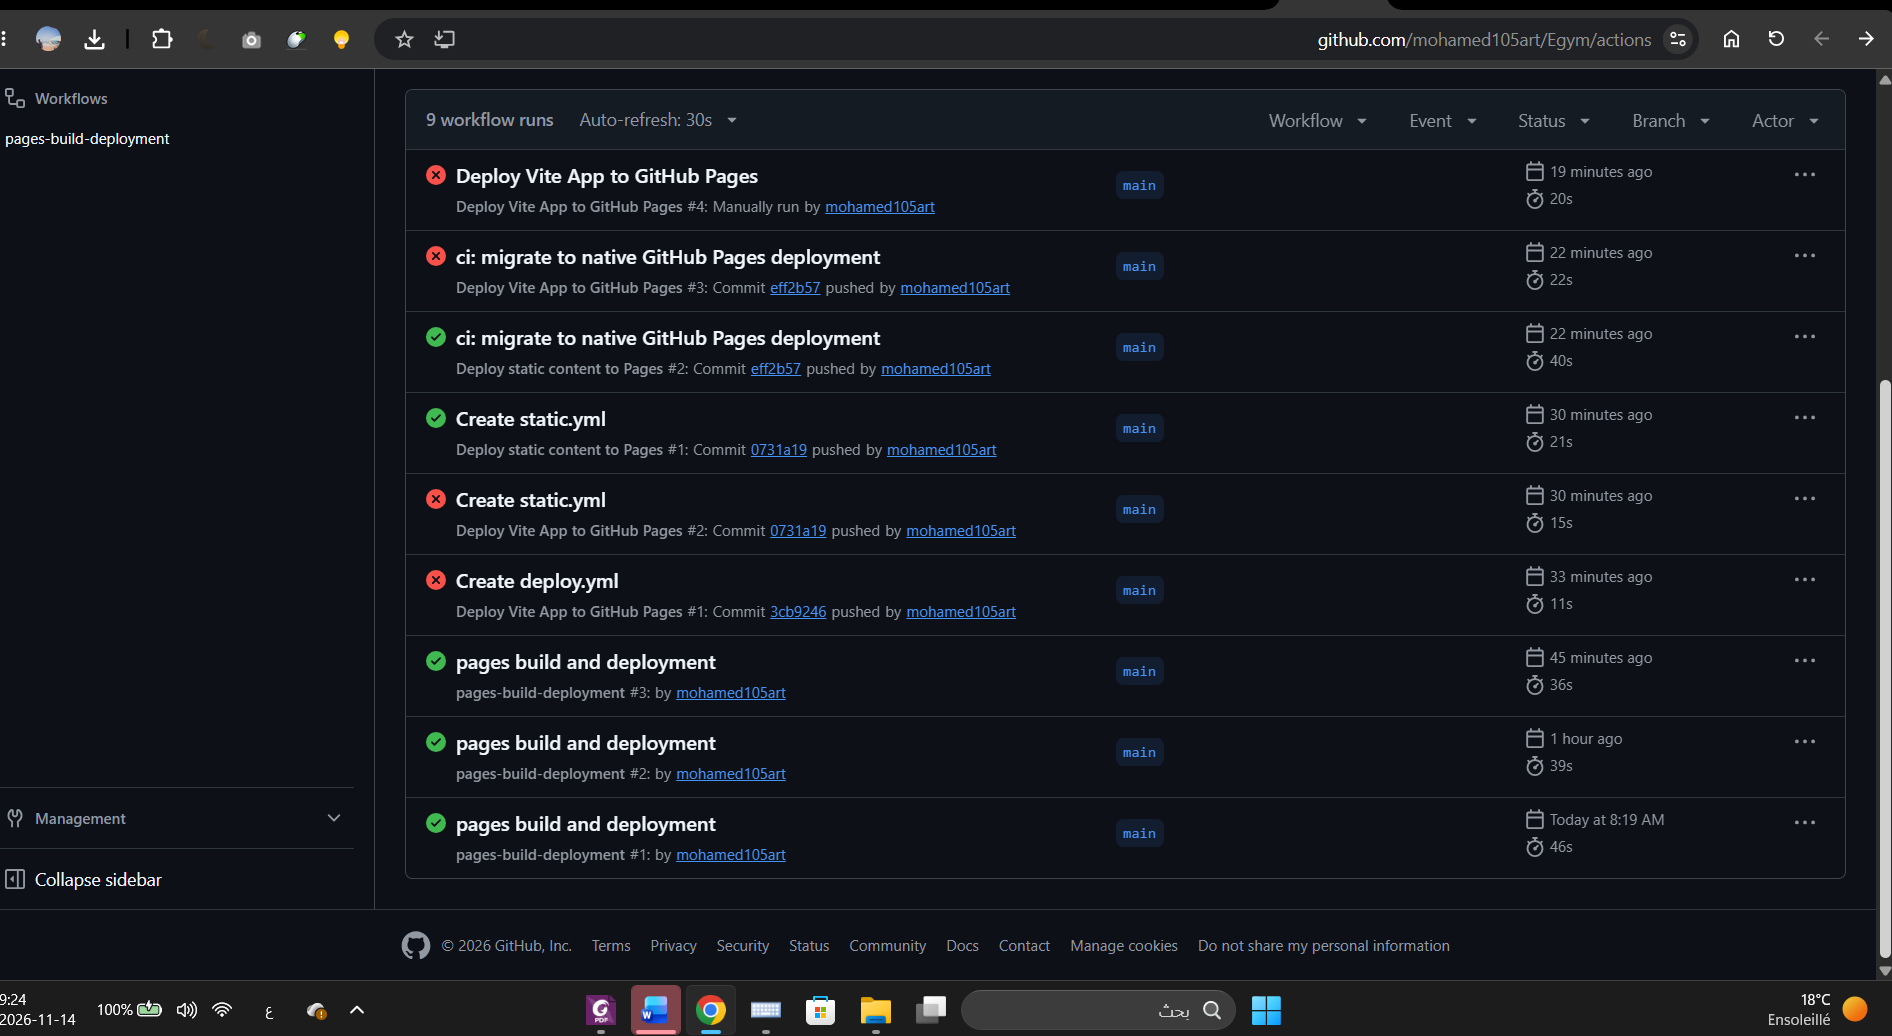 github.com/mohamed105art/Egym/actions
Workflows
pages-build-deployment
Management
Collapse sidebar
9 workflow runs Auto-refresh: 30s Workflow Event Status Branch Actor
Deploy Vite App to GitHub Pages main 19 minutes ago
Deploy Vite App to GitHub Pages #4: Manually run by mohamed105art 20s
ci: migrate to native GitHub Pages deployment main 22 minutes ago
Deploy Vite App to GitHub Pages #3: Commit eff2b57 pushed by mohamed105art 22s
ci: migrate to native GitHub Pages deployment main 22 minutes ago
Deploy static content to Pages #2: Commit eff2b57 pushed by mohamed105art 40s
Create static.yml main 30 minutes ago
Deploy static content to Pages #1: Commit 0731a19 pushed by mohamed105art 21s
Create static.yml main 30 minutes ago
Deploy Vite App to GitHub Pages #2: Commit 0731a19 pushed by mohamed105art 15s
Create deploy.yml main 33 minutes ago
Deploy Vite App to GitHub Pages #1: Commit 3cb9246 pushed by mohamed105art 11s
pages build and deployment main 45 minutes ago
pages-build-deployment #3: by mohamed105art 36s
pages build and deployment main 1 hour ago
pages-build-deployment #2: by mohamed105art 39s
pages build and deployment main Today at 8:19 AM
pages-build-deployment #1: by mohamed105art 46s
© 2026 GitHub, Inc. Terms Privacy Security Status Community Docs Contact Manage cookies Do not share my personal information
9:24
2026-11-14
100%
ع
PDF
W
بحث
18°C
Ensoleillé